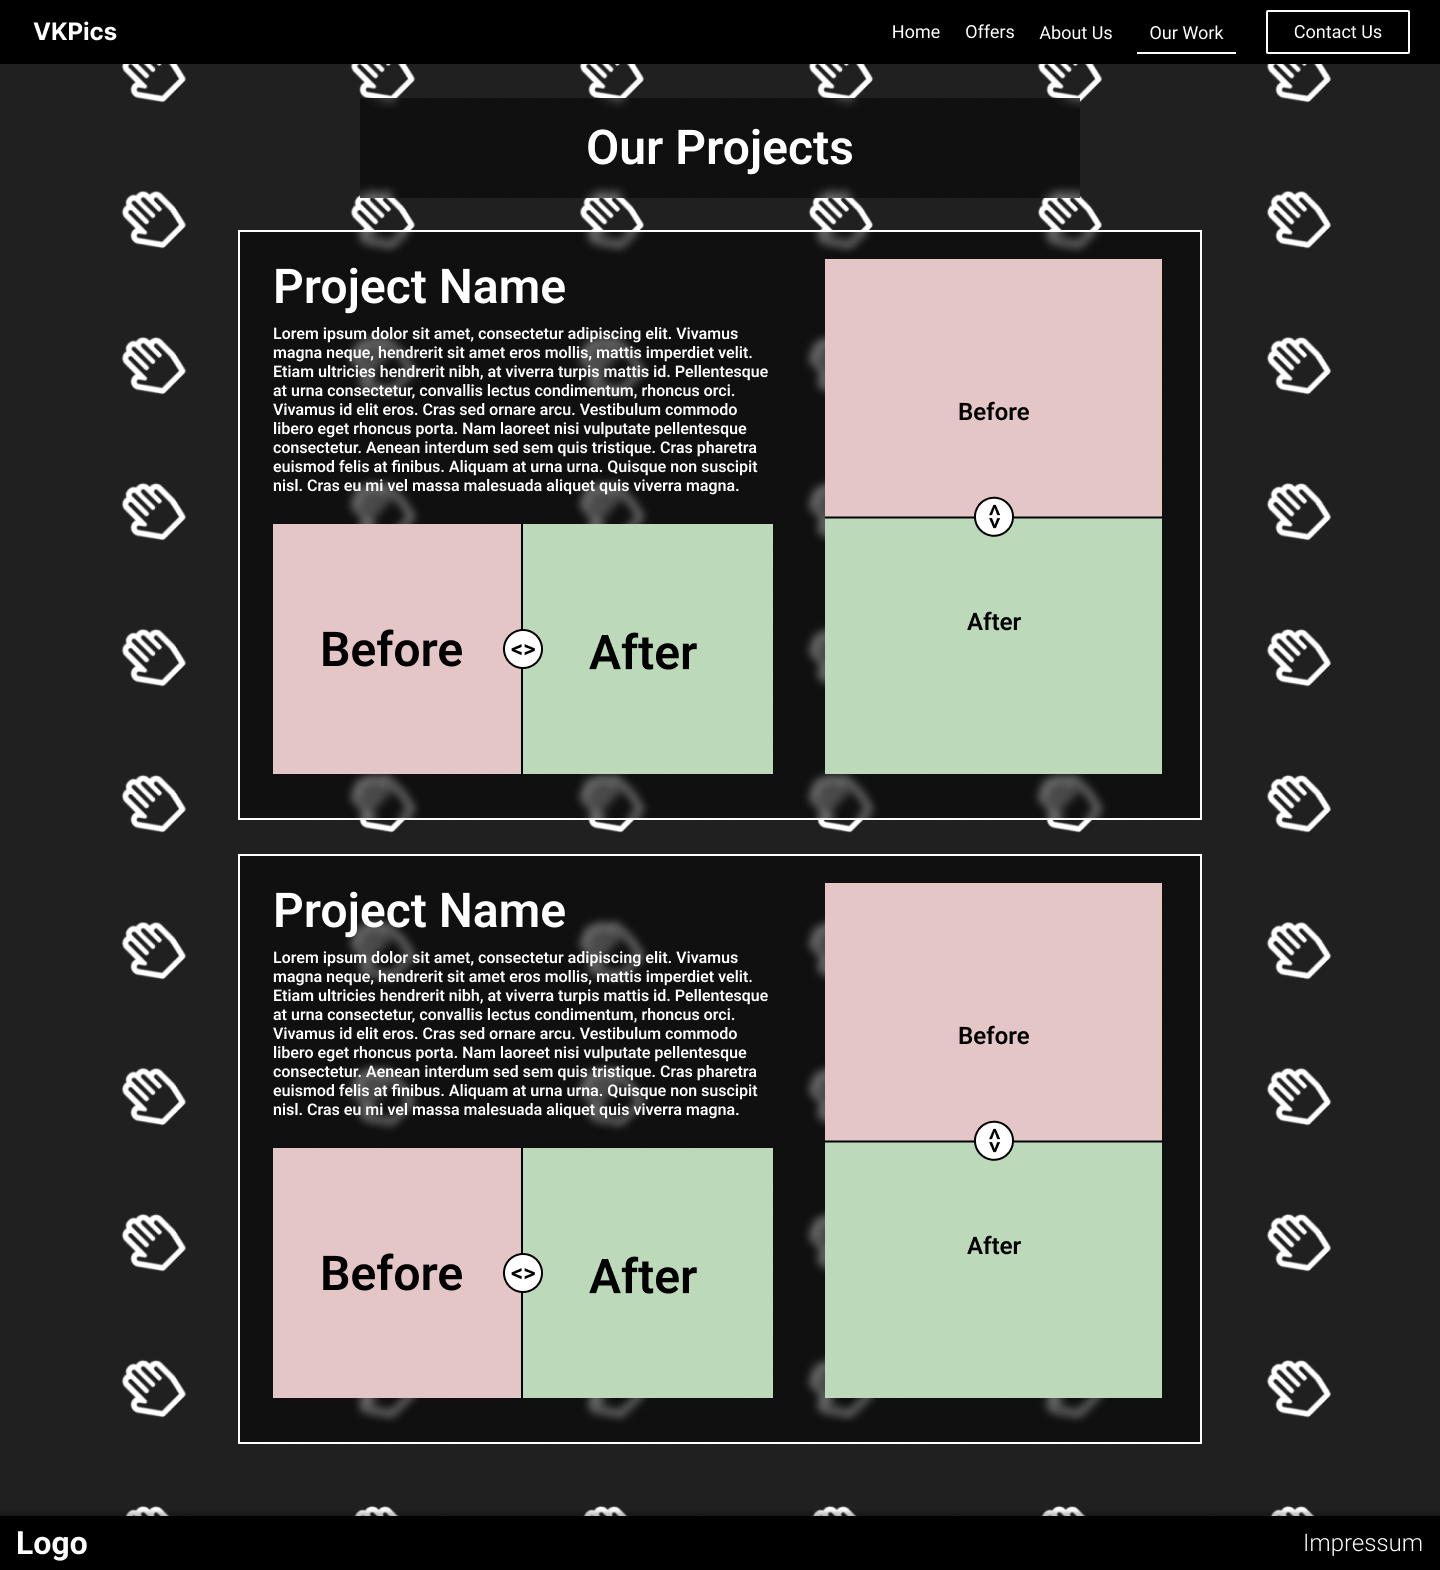 VKPics
Home
Offers
About Us
Our Work
Contact Us
Our Projects
Project Name
Lorem ipsum dolor sit amet, consectetur adipiscing elit. Vivamus
magna neque, hendrerit sit amet eros mollis, mattis imperdiet velit.
Etiam ultricies hendrerit nibh, at viverra turpis mattis id. Pellentesque
at urna consectetur, convallis lectus condimentum, rhoncus orci.
Vivamus id elit eros. Cras sed ornare arcu. Vestibulum commodo
libero eget rhoncus porta. Nam laoreet nisi vulputate pellentesque
consectetur. Aenean interdum sed sem quis tristique. Cras pharetra
euismod felis at finibus. Aliquam at urna urna. Quisque non suscipit
nisl. Cras eu mi vel massa malesuada aliquet quis viverra magna.
Before
<>
After
Before
<>
After
Project Name
Lorem ipsum dolor sit amet, consectetur adipiscing elit. Vivamus
magna neque, hendrerit sit amet eros mollis, mattis imperdiet velit.
Etiam ultricies hendrerit nibh, at viverra turpis mattis id. Pellentesque
at urna consectetur, convallis lectus condimentum, rhoncus orci.
Vivamus id elit eros. Cras sed ornare arcu. Vestibulum commodo
libero eget rhoncus porta. Nam laoreet nisi vulputate pellentesque
consectetur. Aenean interdum sed sem quis tristique. Cras pharetra
euismod felis at finibus. Aliquam at urna urna. Quisque non suscipit
nisl. Cras eu mi vel massa malesuada aliquet quis viverra magna.
Before
<>
After
Before
<>
After
Logo
Impressum